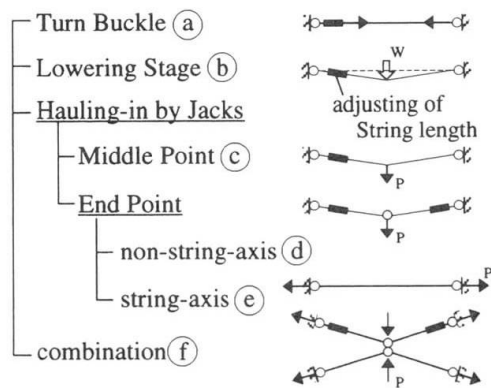 Turn Buckle ⓐ
Lowering Stage ⓑ
W
adjusting of
String length
Hauling-in by Jacks
Middle Point ⓒ
P
End Point
P
non-string-axis ⓓ
P
string-axis ⓔ
combination ⓕ
P